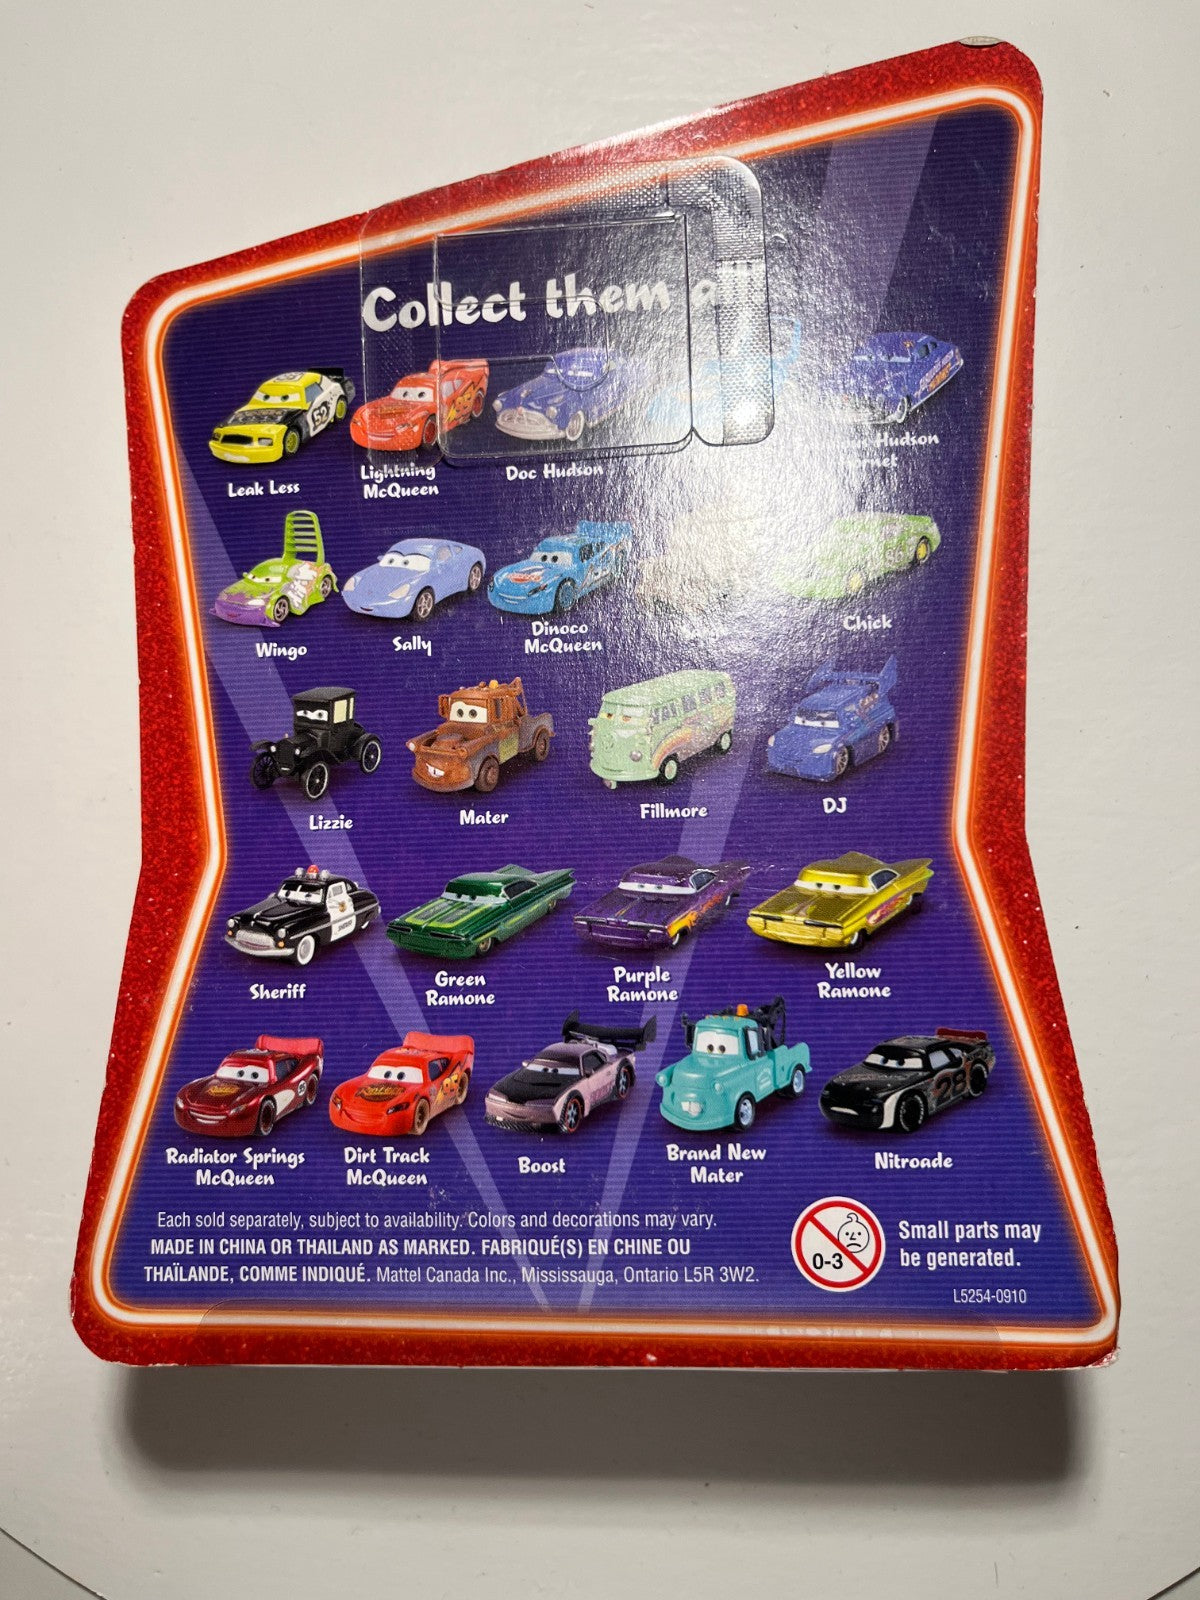 Collect them
Leak Less
Lightning
McQueen
Doc Hudson
Hudson
Wingo
Sally
Dinoco
McQueen
Chick
Lizzie
Mater
Fillmore
DJ
Sheriff
Green
Ramone
Purple
Ramone
Yellow
Ramone
Radiator Springs
McQueen
Dirt Track
McQueen
Boost
Brand New
Mater
Nitroade
Each sold separately, subject to availability. Colors and decorations may vary.
MADE IN CHINA OR THAILAND AS MARKED. FABRIQUÉ(S) EN CHINE OU
THAÏLANDE, COMME INDIQUÉ. Mattel Canada Inc., Mississauga, Ontario L5R 3W2.
0-3
Small parts may
be generated.
L5254-0910
52
95
28